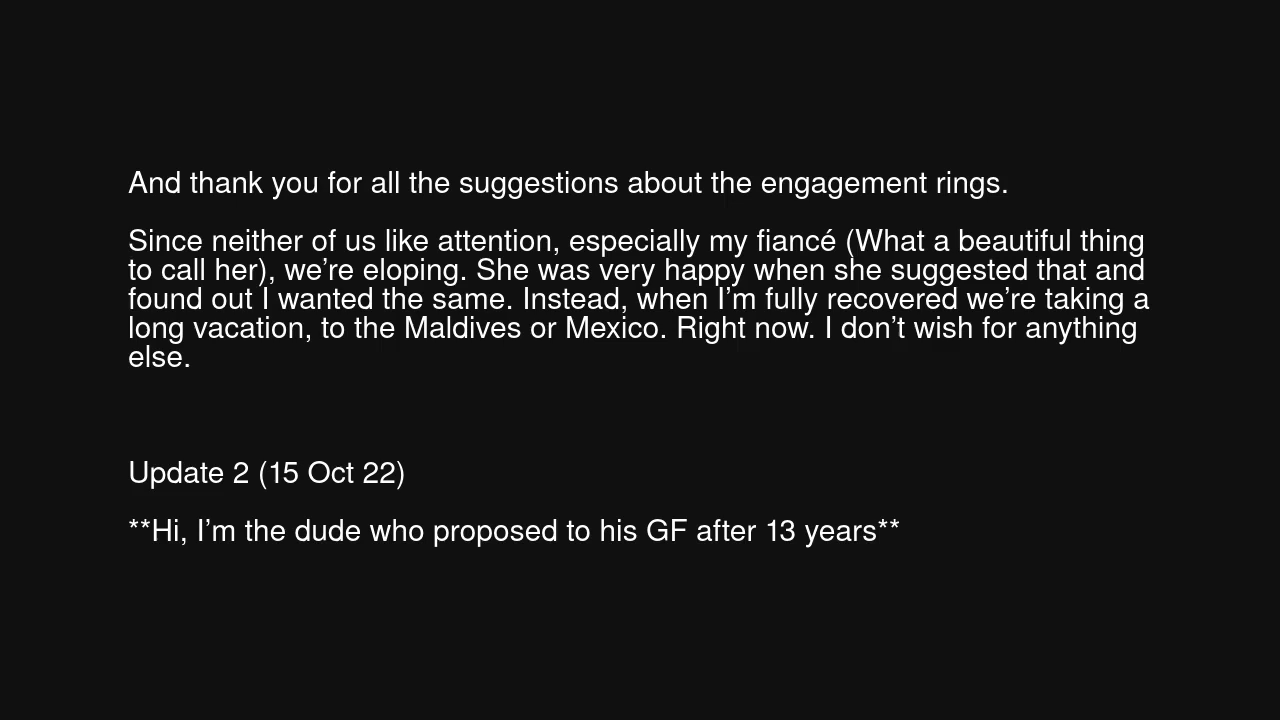 And thank you for all the suggestions about the engagement rings.
Since neither of us like attention, especially my fiancé (What a beautiful thing
to call her), we’re eloping. She was very happy when she suggested that and
found out I wanted the same. Instead, when I’m fully recovered we’re taking a
long vacation, to the Maldives or Mexico. Right now. I don’t wish for anything
else.
Update 2 (15 Oct 22)
**Hi, I’m the dude who proposed to his GF after 13 years**